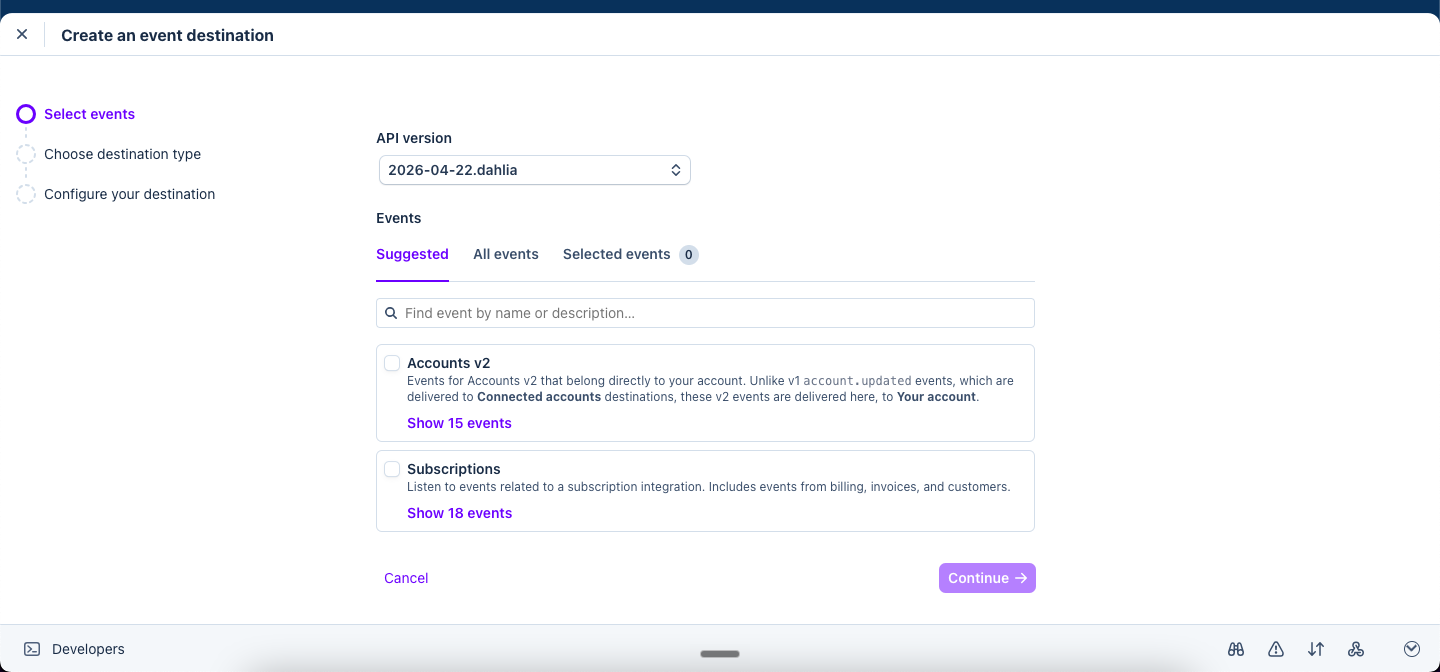 Create an event destination
Select events
Choose destination type
Configure your destination
API version
2026-04-22.dahlia
Events
Suggested
All events
Selected events 0
Find event by name or description...
Accounts v2
Events for Accounts v2 that belong directly to your account. Unlike v1 account.updated events, which are
delivered to Connected accounts destinations, these v2 events are delivered here, to Your account.
Show 15 events
Subscriptions
Listen to events related to a subscription integration. Includes events from billing, invoices, and customers.
Show 18 events
Cancel
Continue →
Developers